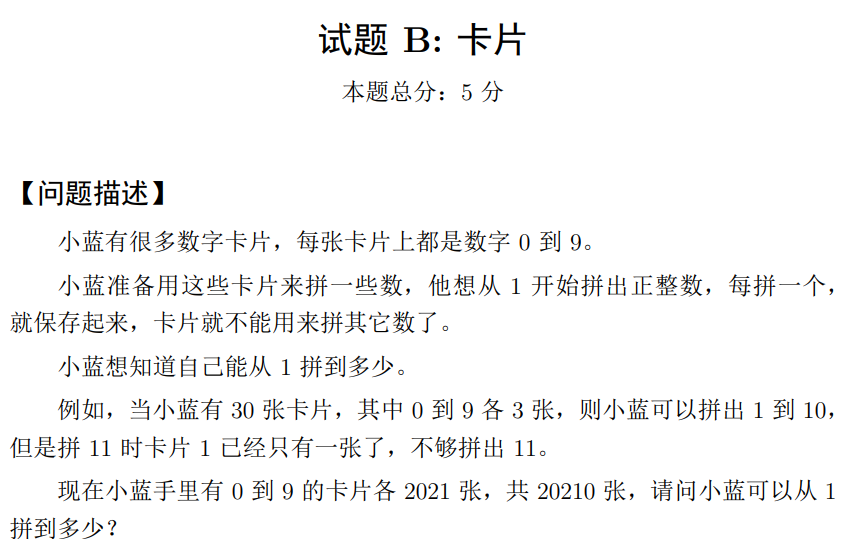 试题 B: 卡片
本题总分：5 分
【问题描述】
小蓝有很多数字卡片，每张卡片上都是数字 0 到 9。
小蓝准备用这些卡片来拼一些数，他想从 1 开始拼出正整数，每拼一个，
就保存起来，卡片就不能用来拼其它数了。
小蓝想知道自己能从 1 拼到多少。
例如，当小蓝有 30 张卡片，其中 0 到 9 各 3 张，则小蓝可以拼出 1 到 10，
但是拼 11 时卡片 1 已经只有一张了，不够拼出 11。
现在小蓝手里有 0 到 9 的卡片各 2021 张，共 20210 张，请问小蓝可以从 1
拼到多少？